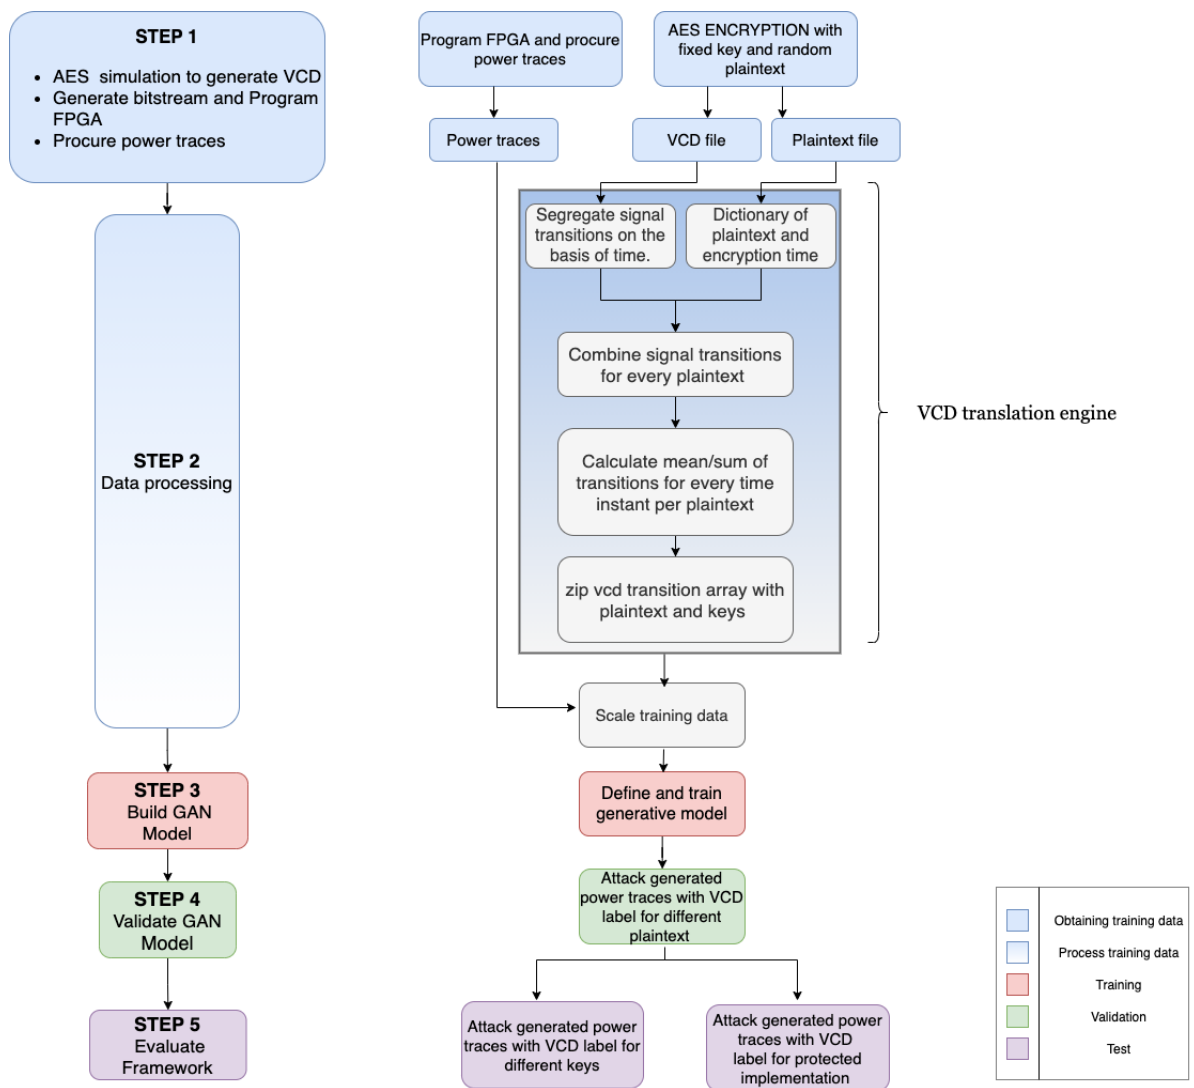 STEP 1
• AES simulation to generate VCD
• Generate bitstream and Program
FPGA
• Procure power traces
STEP 2
Data processing
STEP 3
Build GAN
Model
STEP 4
Validate GAN
Model
STEP 5
Evaluate
Framework
Program FPGA and procure
power traces
AES ENCRYPTION with
fixed key and random
plaintext
Power traces
VCD file
Plaintext file
Segregate signal
transitions on the
basis of time.
Dictionary of
plaintext and
encryption time
Combine signal transitions
for every plaintext
Calculate mean/sum of
transitions for every time
instant per plaintext
zip vcd transition array with
plaintext and keys
VCD translation engine
Scale training data
Define and train
generative model
Attack generated
power traces with VCD
label for different
plaintext
Attack generated power
traces with VCD label for
different keys
Attack generated power
traces with VCD
label for protected
implementation
Obtaining training data
Process training data
Training
Validation
Test